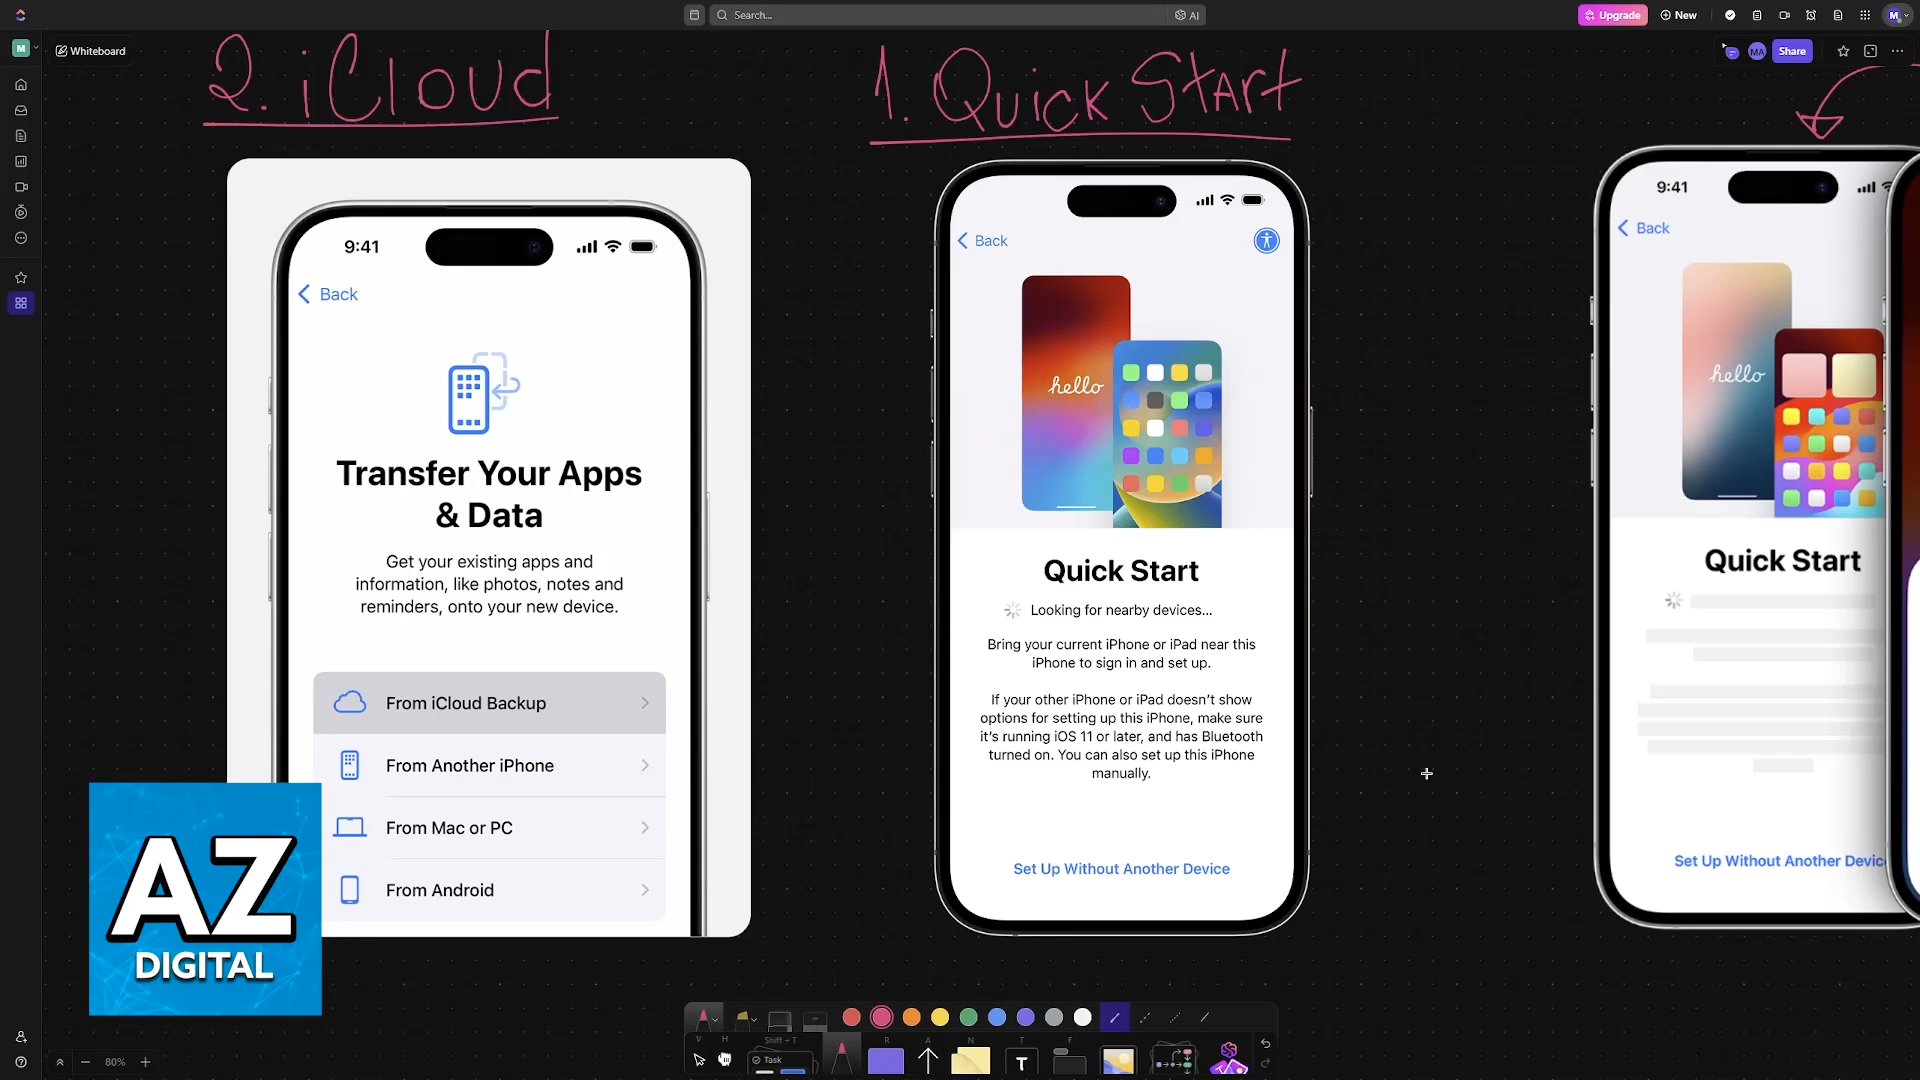 Search...
AI
Upgrade
New
M
M
Whiteboard
MA
Share
2. iCloud
1. Quick Start
9:41
Back
Transfer Your Apps
& Data
Get your existing apps and
information, like photos, notes and
reminders, onto your new device.
From iCloud Backup
From Another iPhone
From Mac or PC
From Android
Back
hello
Quick Start
Looking for nearby devices...
Bring your current iPhone or iPad near this
iPhone to sign in and set up.
If your other iPhone or iPad doesn't show
options for setting up this iPhone, make sure
it's running iOS 11 or later, and has Bluetooth
turned on. You can also set up this iPhone
manually.
Set Up Without Another Device
9:41
Back
hello
Quick Start
Set Up Without Another Devic
AZ
DIGITAL
80%
V
H
Shift + T
R
A
N
T
F
Task
T